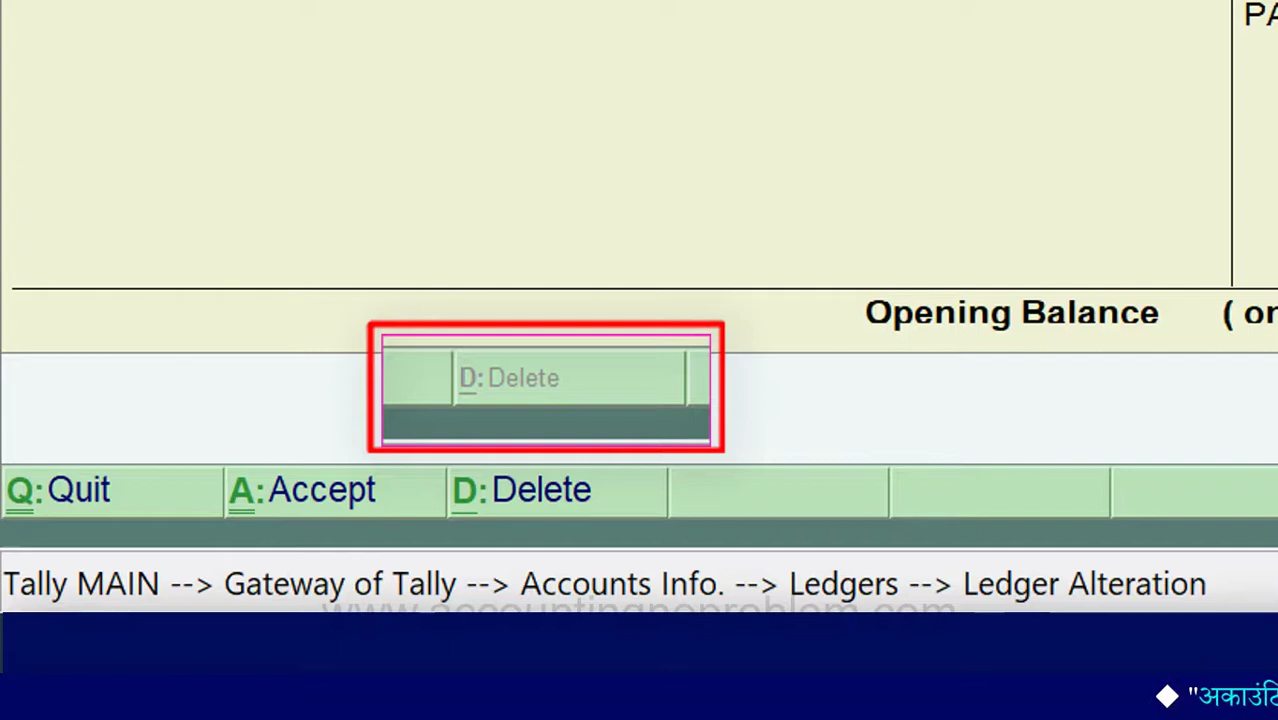 PA
Opening Balance ( on
D: Delete
Q: Quit A: Accept D: Delete
Tally MAIN --> Gateway of Tally --> Accounts Info. --> Ledgers --> Ledger Alteration
www.accountingnoproblem.com
◆ "अकाउंटि